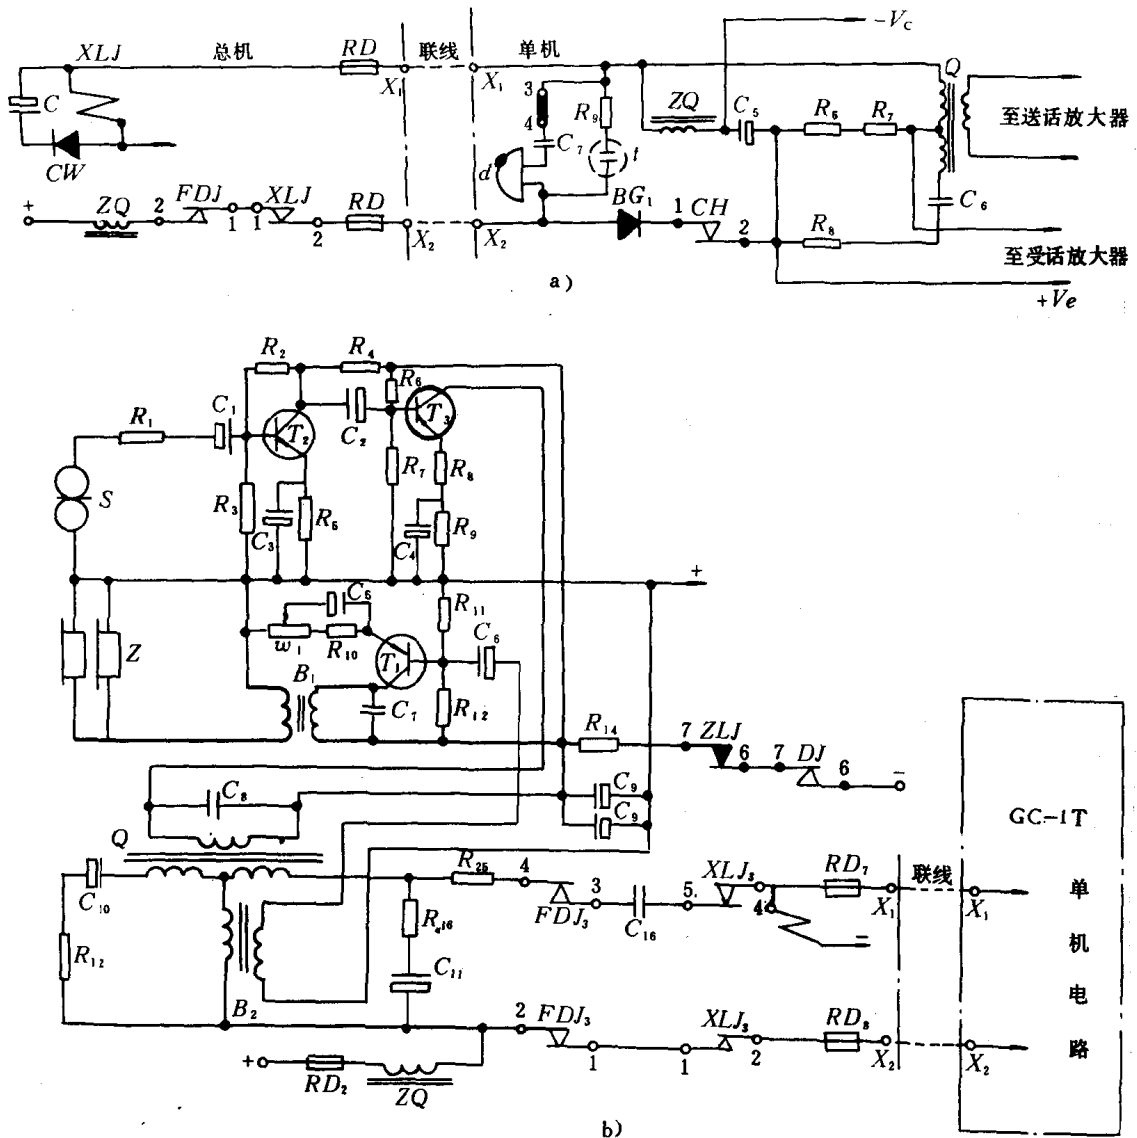 XLJ 总机 RD 联线 单机 -Vc
C X₁ X₁ 3 4 R₉ ZQ C₅ R₆ R₇ Q 至送话放大器
CW C₇ t d
+ ZQ 2 FDJ 1 1 XLJ 2 RD X₂ X₂ BG₁ 1 CH 2 R₈ C₆
至受话放大器
a)
+Ve
R₂ R₄ R₆
R₁ C₁ T₂ C₂ T₃
S R₃ R₇ R₈
C₃ R₅ C₄ R₉
+
C₆ R₁₁
Z w₁ R₁₀ T₁ C₆
B₁ C₇ R₁₂
R₁₄ 7 ZLJ 6 7 DJ 6 −
C₈ C₉
C₉ GC-1T
Q R₂₅ 4 XLJ₃ RD₇ 联线
C₁₀ FDJ₃ 3 C₁₆ 5. 4 X₁ X₁ 单
R₁₆ −
R₁₂ C₁₁ 机
B₂ 2 FDJ₃ XLJ₃ RD₈ 电
+ RD₂ ZQ 1 1 2 X₂ X₂ 路
b)